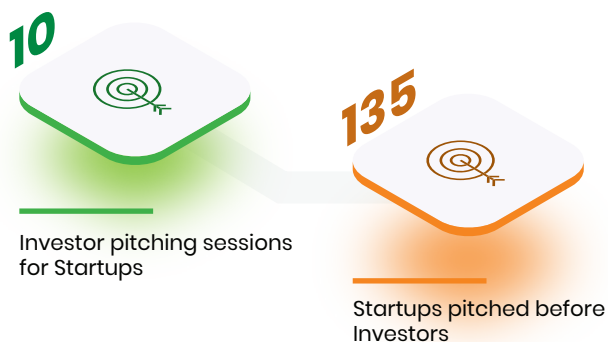 10
Investor pitching sessions
for Startups
135
Startups pitched before
Investors